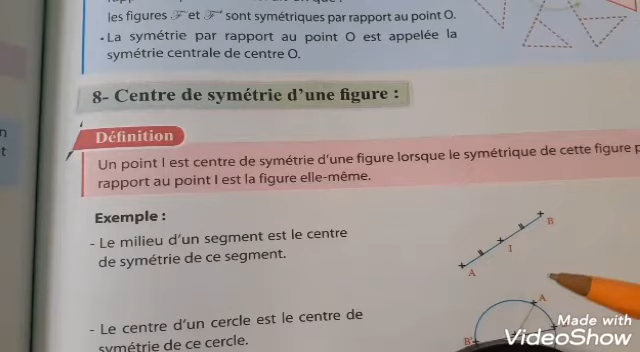 les figures ℱ et ℱ' sont symétriques par rapport au point O.
- La symétrie par rapport au point O est appelée la
symétrie centrale de centre O.
8- Centre de symétrie d'une figure :
Définition
Un point I est centre de symétrie d'une figure lorsque le symétrique de cette figure
rapport au point I est la figure elle-même.
Exemple :
- Le milieu d'un segment est le centre
de symétrie de ce segment.
B
I
A
- Le centre d'un cercle est le centre de
symétrie de ce cercle.
A
B
Made with
VideoShow